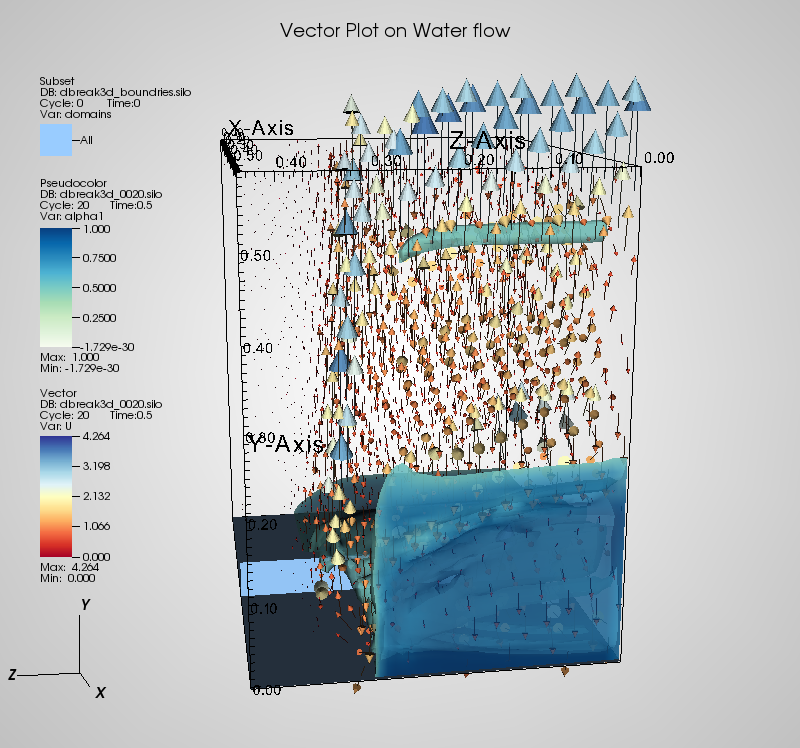 Vector Plot on Water flow
Subset
DB: dbreak3d_boundries.silo
Cycle: 0 Time:0
Var: domains
All
Pseudocolor
DB: dbreak3d_0020.silo
Cycle: 20 Time:0.5
Var: alpha1
1.000
0.7500
0.5000
0.2500
-1.729e-30
Max: 1.000
Min: -1.729e-30
Vector
DB: dbreak3d_0020.silo
Cycle: 20 Time:0.5
Var: U
4.264
3.198
2.132
1.066
0.000
Max: 4.264
Min: 0.000
X-Axis
Z-Axis
0.50 0.40 0.30 0.20 0.10 0.00
0.50
0.40
Y-Axis
0.20
0.10
0.00
Y
Z
X